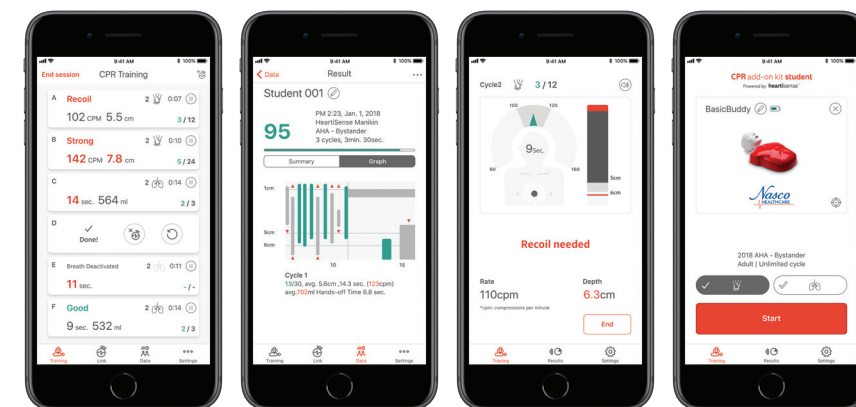 9:41 AM
100%
End session
CPR Training
A Recoil 2 0:07
102 CPM 5.5 cm 3 / 12
B Strong 2 0:10
142 CPM 7.8 cm 5 / 24
C 2 0:14
14 sec. 564 ml 2 / 3
D
Done!
E Breath Deactivated 2 0:11
11 sec. - / -
F Good 2 0:14
9 sec. 532 ml 2 / 3
Training Link Data Settings
9:41 AM
100%
Data
Result
Student 001
95
PM 2:23, Jan. 1, 2018
HeartiSense Manikin
AHA - Bystander
3 cycles, 3min. 30sec.
Summary Graph
1cm
5cm
6cm
10 15
Cycle 1
13/30, avg. 5.6cm ,14.3 sec. (123cpm)
avg.702ml Hands-off Time 8.8 sec.
Training Link Data Settings
9:41 AM
100%
Cycle2 3 / 12
100 120
9Sec.
60 160
5cm
6cm
Recoil needed
Rate Depth
110cpm 6.3cm
*cpm: compressions per minute
End
Training Results Settings
9:41 AM
100%
CPR add-on kit student
Powered by heartisense
BasicBuddy
Nasco
HEALTHCARE
2018 AHA - Bystander
Adult | Unlimited cycle
Start
Training Results Settings